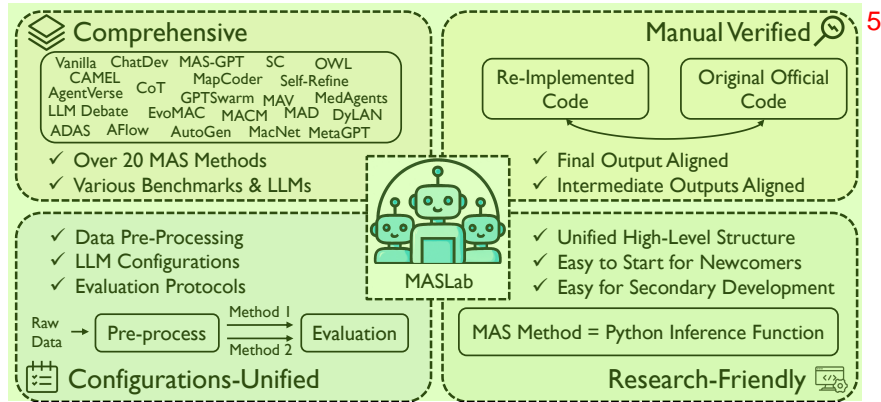 Comprehensive
Vanilla ChatDev MAS-GPT SC OWL
CAMEL CoT MapCoder Self-Refine
AgentVerse GPTSwarm MAV MedAgents
LLM Debate EvoMAC MACM MAD DyLAN
ADAS AFlow AutoGen MacNet MetaGPT
✓ Over 20 MAS Methods
✓ Various Benchmarks & LLMs
Manual Verified
5
Re-Implemented
Code
Original Official
Code
✓ Final Output Aligned
✓ Intermediate Outputs Aligned
MASLab
✓ Data Pre-Processing
✓ LLM Configurations
✓ Evaluation Protocols
Raw
Data
Pre-process
Method 1
Method 2
Evaluation
Configurations-Unified
✓ Unified High-Level Structure
✓ Easy to Start for Newcomers
✓ Easy for Secondary Development
MAS Method = Python Inference Function
Research-Friendly